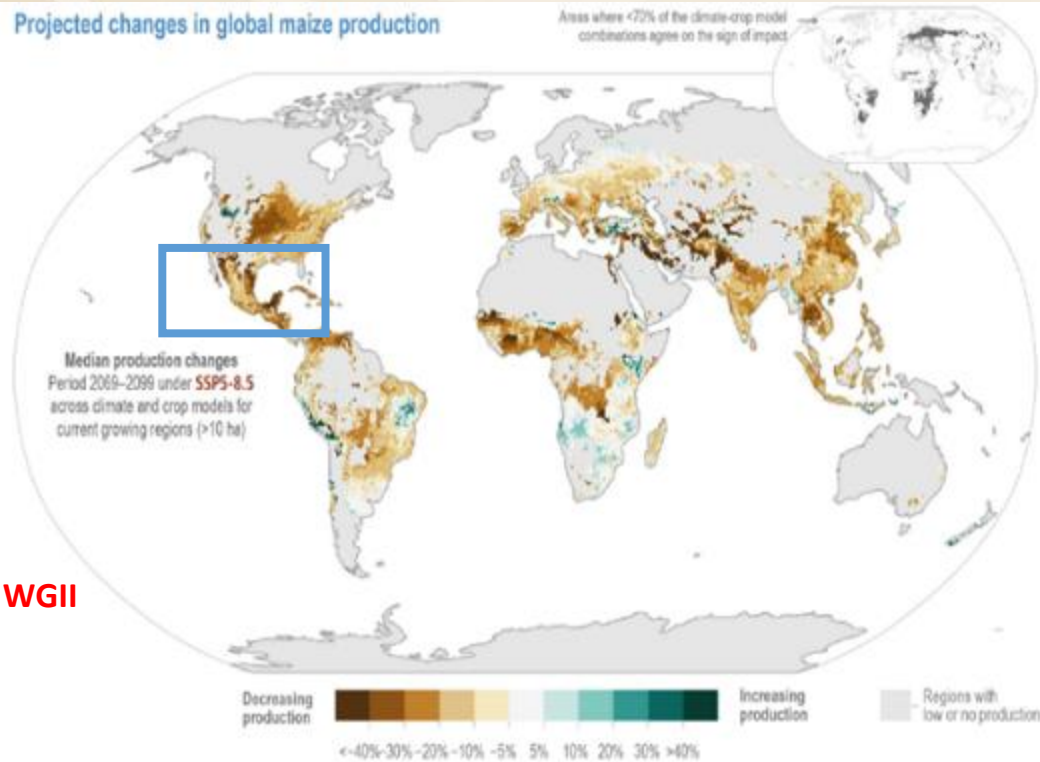 Projected changes in global maize production
Areas where <70% of the climate-crop model
combinations agree on the sign of impact
Median production changes
Period 2069–2099 under SSP5-8.5
across climate and crop models for
current growing regions (>10 ha)
WGII
Decreasing
production
Increasing
production
Regions with
low or no production
<-40%-30% -20% -10% -5% 5% 10% 20% 30% >40%